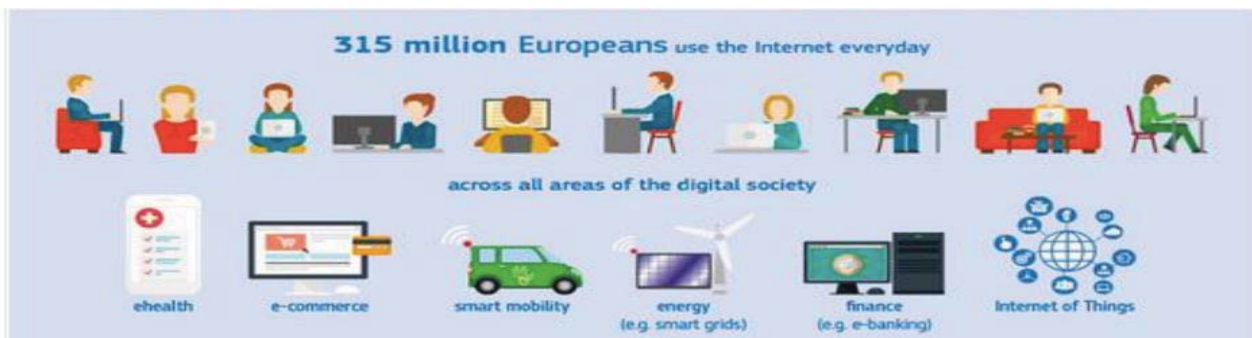 315 million Europeans use the Internet everyday
across all areas of the digital society
ehealth
e-commerce
smart mobility
energy
(e.g. smart grids)
finance
(e.g. e-banking)
Internet of Things